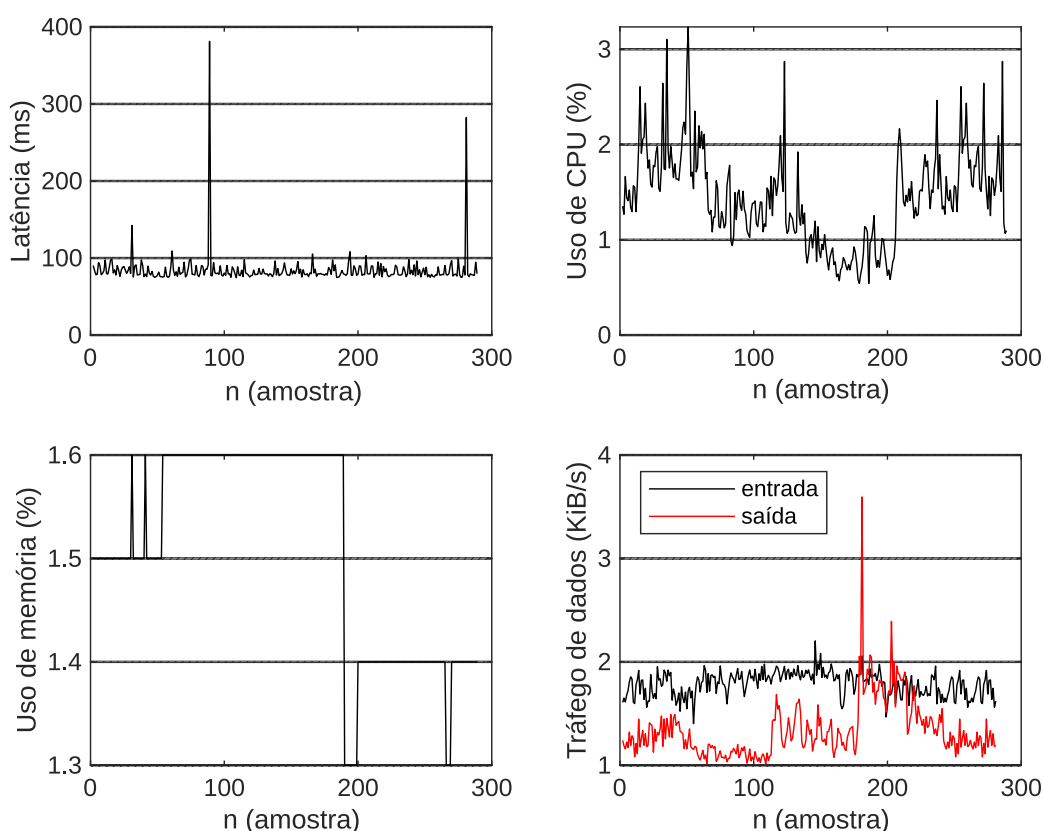 400
300
200
100
0
Latência (ms)
0 100 200 300
n (amostra)
3
2
1
0
Uso de CPU (%)
0 100 200 300
n (amostra)
1.6
1.5
1.4
1.3
Uso de memória (%)
0 100 200 300
n (amostra)
4
3
2
1
Tráfego de dados (KiB/s)
entrada
saída
0 100 200 300
n (amostra)